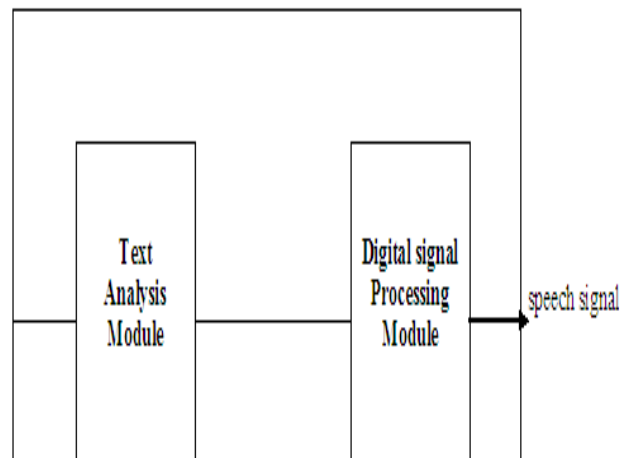 Text
Analysis
Module
Digital signal
Processing
Module
speech signal